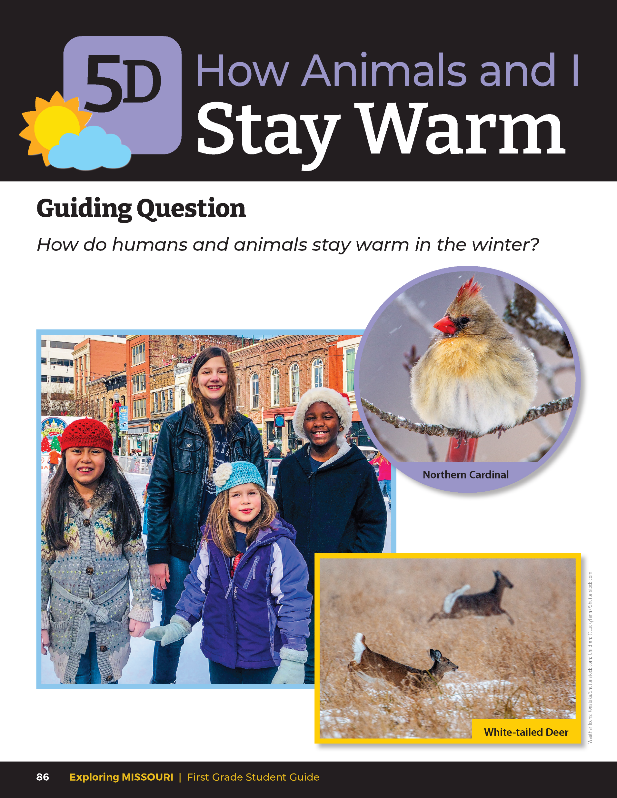 5D
How Animals and I
Stay Warm
Guiding Question
How do humans and animals stay warm in the winter?
Northern Cardinal
White-tailed Deer
86 Exploring MISSOURI | First Grade Student Guide